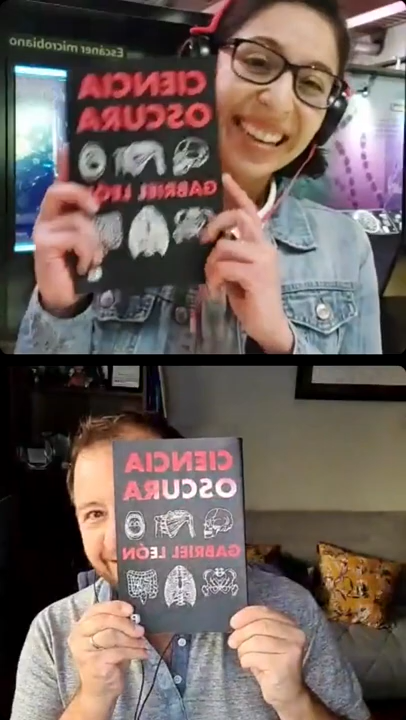 Escáner microbiano
CIENCIA
OSCURA
GABRIEL LEÓN
CIENCIA
OSCURA
GABRIEL LEÓN